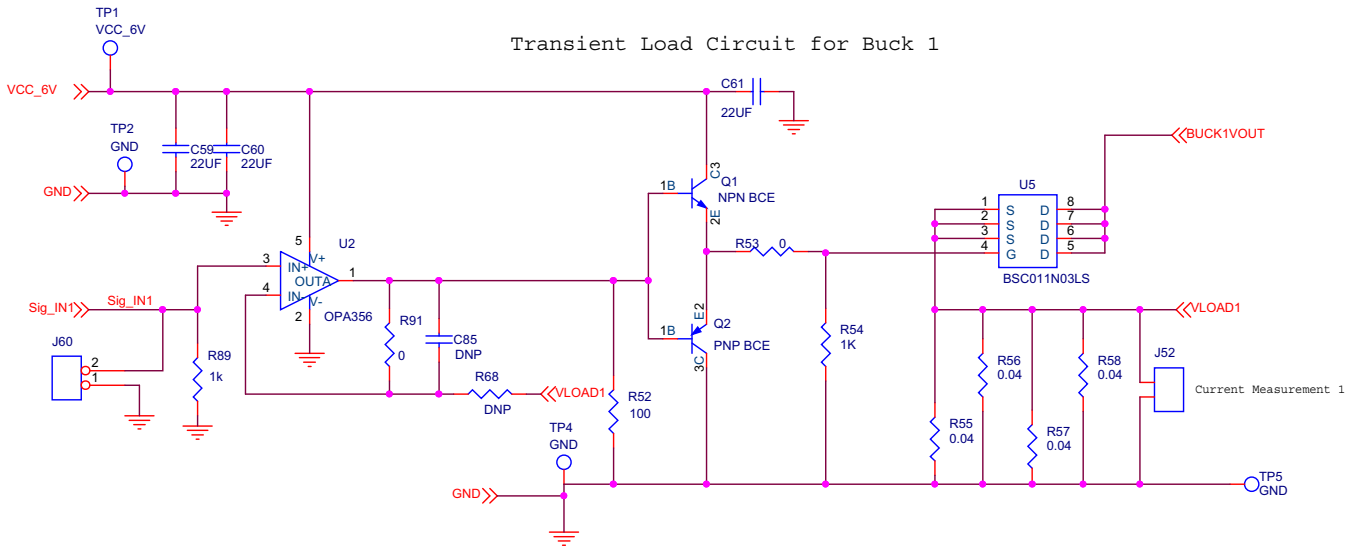 TP1
VCC_6V
Transient Load Circuit for Buck 1
VCC_6V
C61
22UF
TP2
GND
C59
22UF
C60
22UF
GND
BUCK1VOUT
C3
1B
Q1
NPN BCE
2E
U5
1 S D 8
2 S D 7
3 S D 6
4 G D 5
BSC011N03LS
R53 0
5
U2
V+
3
IN+
OUTA
1
4
IN-
V-
2
OPA356
Sig_IN1
Sig_IN1
J60
2
1
R89
1k
R91
0
C85
DNP
R68
DNP
VLOAD1
R52
100
E2
1B
Q2
PNP BCE
3C
R54
1K
VLOAD1
R56
0.04
R58
0.04
J52
Current Measurement 1
R55
0.04
R57
0.04
TP4
GND
GND
TP5
GND